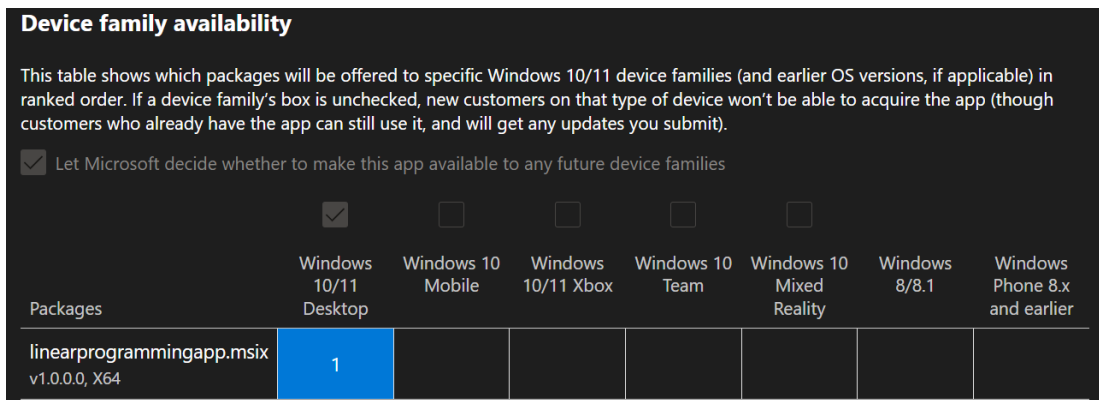 Device family availability
This table shows which packages will be offered to specific Windows 10/11 device families (and earlier OS versions, if applicable) in
ranked order. If a device family's box is unchecked, new customers on that type of device won't be able to acquire the app (though
customers who already have the app can still use it, and will get any updates you submit).
Let Microsoft decide whether to make this app available to any future device families
Packages
Windows
10/11
Desktop
Windows 10
Mobile
Windows
10/11 Xbox
Windows 10
Team
Windows 10
Mixed
Reality
Windows
8/8.1
Windows
Phone 8.x
and earlier
linearprogrammingapp.msix
v1.0.0.0, X64
1